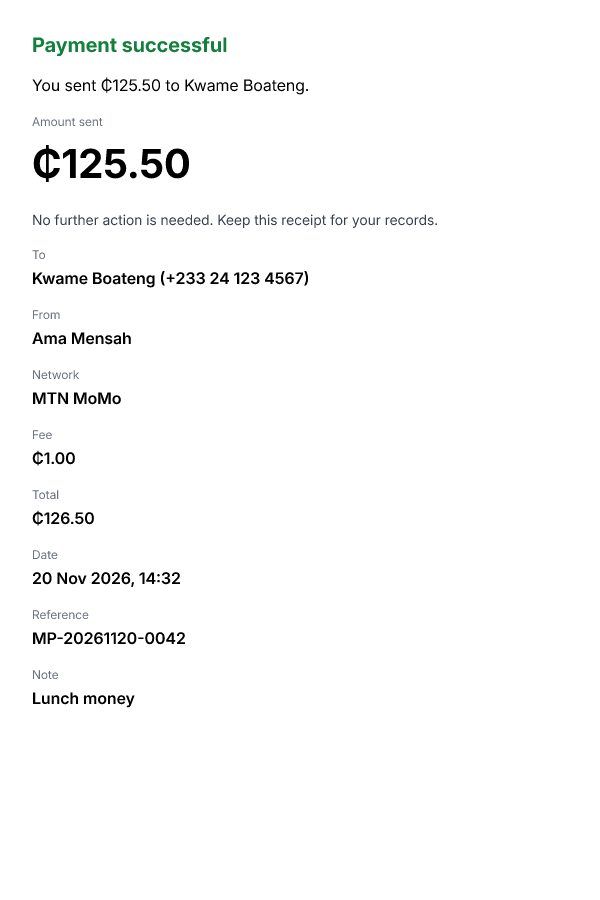 Payment successful
You sent ₵125.50 to Kwame Boateng.
Amount sent
₵125.50
No further action is needed. Keep this receipt for your records.
To
Kwame Boateng (+233 24 123 4567)
From
Ama Mensah
Network
MTN MoMo
Fee
₵1.00
Total
₵126.50
Date
20 Nov 2026, 14:32
Reference
MP-20261120-0042
Note
Lunch money